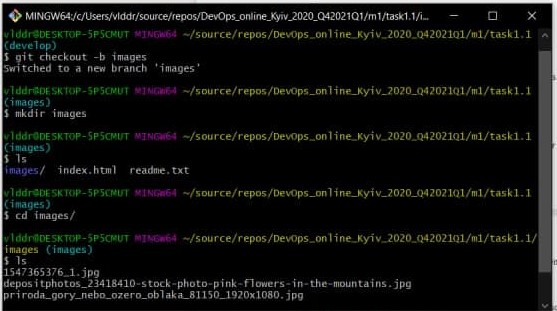 MINGW64:/c/Users/vlddr/source/repos/DevOps_online_Kyiv_2020_Q42021Q1/m1/task1.1/i...
vlddr@DESKTOP-5P5CMUT MINGW64 ~/source/repos/DevOps_online_Kyiv_2020_Q42021Q1/m1/task1.1
(develop)
$ git checkout -b images
Switched to a new branch 'images'
vlddr@DESKTOP-5P5CMUT MINGW64 ~/source/repos/DevOps_online_Kyiv_2020_Q42021Q1/m1/task1.1
(images)
$ mkdir images
vlddr@DESKTOP-5P5CMUT MINGW64 ~/source/repos/DevOps_online_Kyiv_2020_Q42021Q1/m1/task1.1
(images)
$ ls
images/ index.html readme.txt
vlddr@DESKTOP-5P5CMUT MINGW64 ~/source/repos/DevOps_online_Kyiv_2020_Q42021Q1/m1/task1.1
(images)
$ cd images/
vlddr@DESKTOP-5P5CMUT MINGW64 ~/source/repos/DevOps_online_Kyiv_2020_Q42021Q1/m1/task1.1/
images (images)
$ ls
1547365376_1.jpg
depositphotos_23418410-stock-photo-pink-flowers-in-the-mountains.jpg
priroda_gory_nebo_ozero_oblaka_81150_1920x1080.jpg